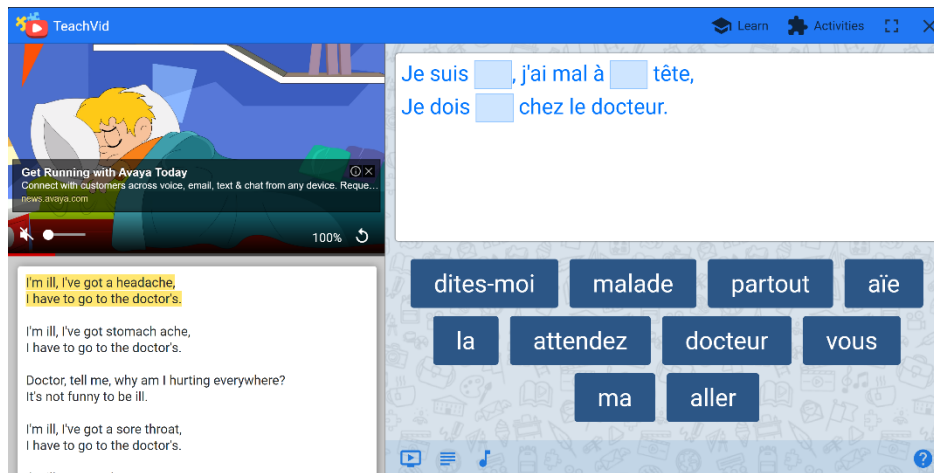 TeachVid
Learn
Activities
Get Running with Avaya Today
Connect with customers across voice, email, text & chat from any device. Reque...
news.avaya.com
100%
I'm ill, I've got a headache,
I have to go to the doctor's.
I'm ill, I've got stomach ache,
I have to go to the doctor's.
Doctor, tell me, why am I hurting everywhere?
It's not funny to be ill.
I'm ill, I've got a sore throat,
I have to go to the doctor's.
Je suis , j'ai mal à tête,
Je dois chez le docteur.
dites-moi malade partout aïe
la attendez docteur vous
ma aller